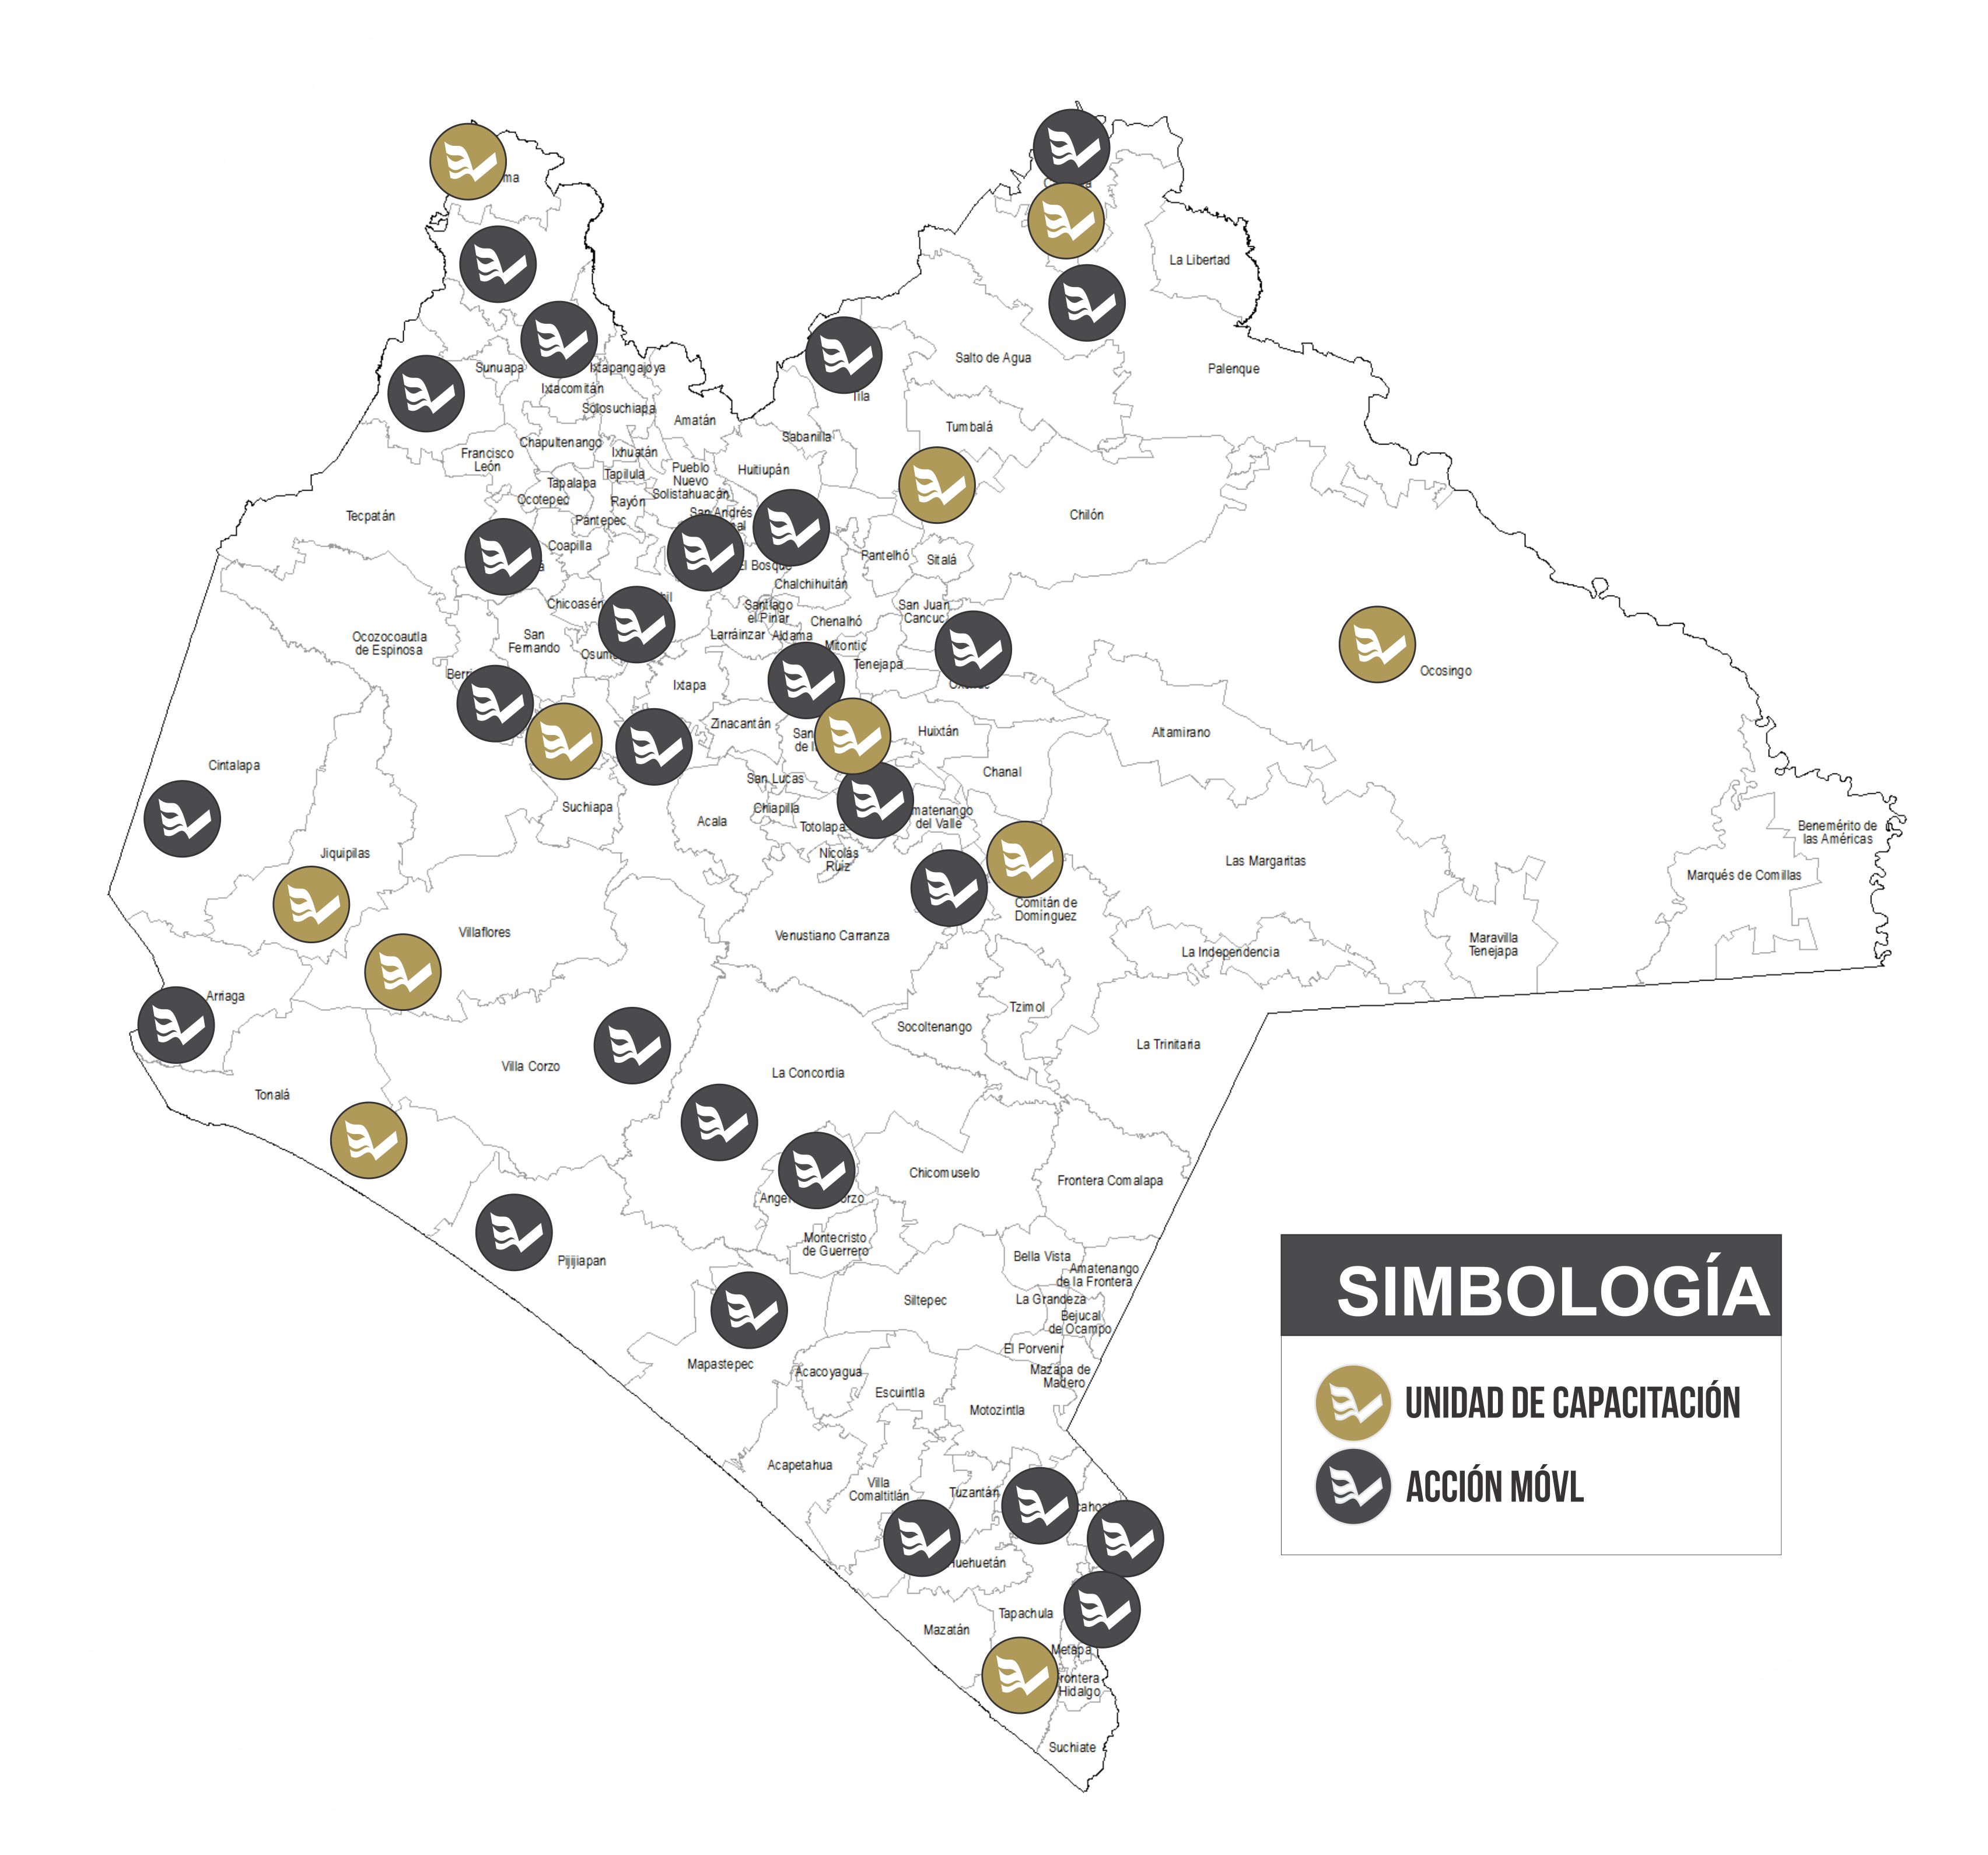 La Libertad
Salto de Agua
Palenque
Sunuapa
Ixtapangajoya
Ixtacomitán
Solosuchiapa
Amatán
Tila
Tumbalá
Sabanilla
Chapultenango
Ixhuatán
Francisco
León
Pueblo
Nuevo
Solistahuacán
Huitiupán
Tapilula
Tapalapa
Ocotepec
Rayón
Tecpatán
Pantepec
San Andrés
Chilón
Coapilla
Pantelhó
Sitalá
El Bosque
Chalchihuitán
Chicoasén
Santiago
el Pinar
San Juan
Cancuc
Chenalhó
Ocozocoautla
de Espinosa
San
Fernando
Larráinzar
Aldama
Mitontic
Tenejapa
Ocosingo
Ixtapa
Zinacantán
San
Huixtán
Altamirano
Cintalapa
Chanal
San Lucas
Suchiapa
Chiapilla
Acala
Totolapa
matenango
del Valle
Benemérito de
las Américas
Jiquipilas
Nicolás
Ruiz
Las Margaritas
Marqués de Comillas
Comitán de
Domínguez
Villaflores
Venustiano Carranza
La Independencia
Maravilla
Tenejapa
Arriaga
Tzimol
Socoltenango
La Trinitaria
Villa Corzo
La Concordia
Tonalá
Chicomuselo
Frontera Comalapa
Ange
orzo
Montecristo
de Guerrero
Pijijiapan
Bella Vista
Amatenango
de la Frontera
Siltepec
La Grandeza
Bejucal
de Ocampo
El Porvenir
Mapastepec
Acacoyagua
Mazapa de
Madero
Escuintla
Motozintla
Acapetahua
Villa
Comaltitlán
Tuzantán
cahoa
uehuetán
Tapachula
Mazatán
Metapa
rontera
Hidalgo
Suchiate
SIMBOLOGÍA
UNIDAD DE CAPACITACIÓN
ACCIÓN MÓVL